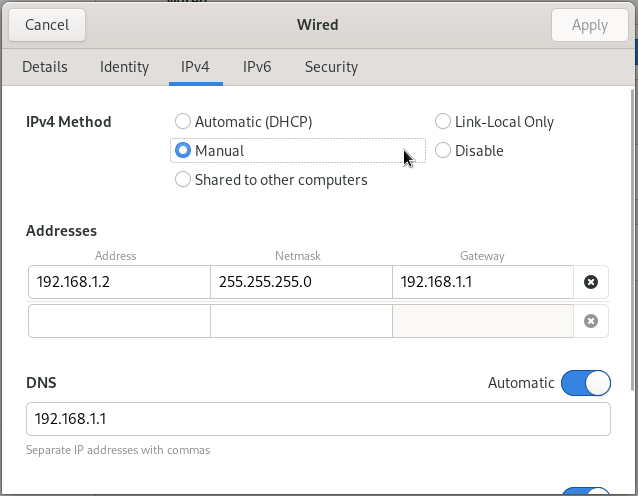 Cancel Wired Apply
Details Identity IPv4 IPv6 Security
IPv4 Method Automatic (DHCP) Link-Local Only
Manual Disable
Shared to other computers
Addresses
Address Netmask Gateway
192.168.1.2 255.255.255.0 192.168.1.1
DNS Automatic
192.168.1.1
Separate IP addresses with commas